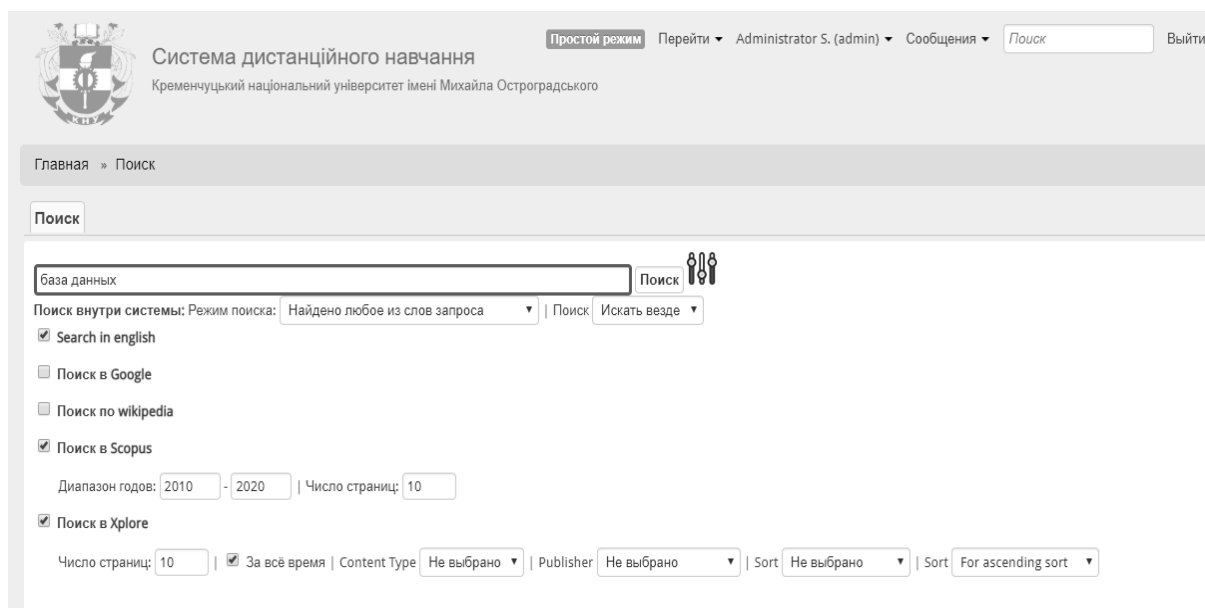 Простой режим Перейти Administrator S. (admin) Сообщения Поиск Выйти
Система дистанційного навчання
Кременчуцький національний університет імені Михайла Остроградського
КНУ
Главная » Поиск
Поиск
база данных Поиск
Поиск внутри системы: Режим поиска: Найдено любое из слов запроса | Поиск Искать везде
Search in english
Поиск в Google
Поиск по wikipedia
Поиск в Scopus
Диапазон годов: 2010 - 2020 | Число страниц: 10
Поиск в Xplore
Число страниц: 10 | За всё время | Content Type Не выбрано | Publisher Не выбрано | Sort Не выбрано | Sort For ascending sort